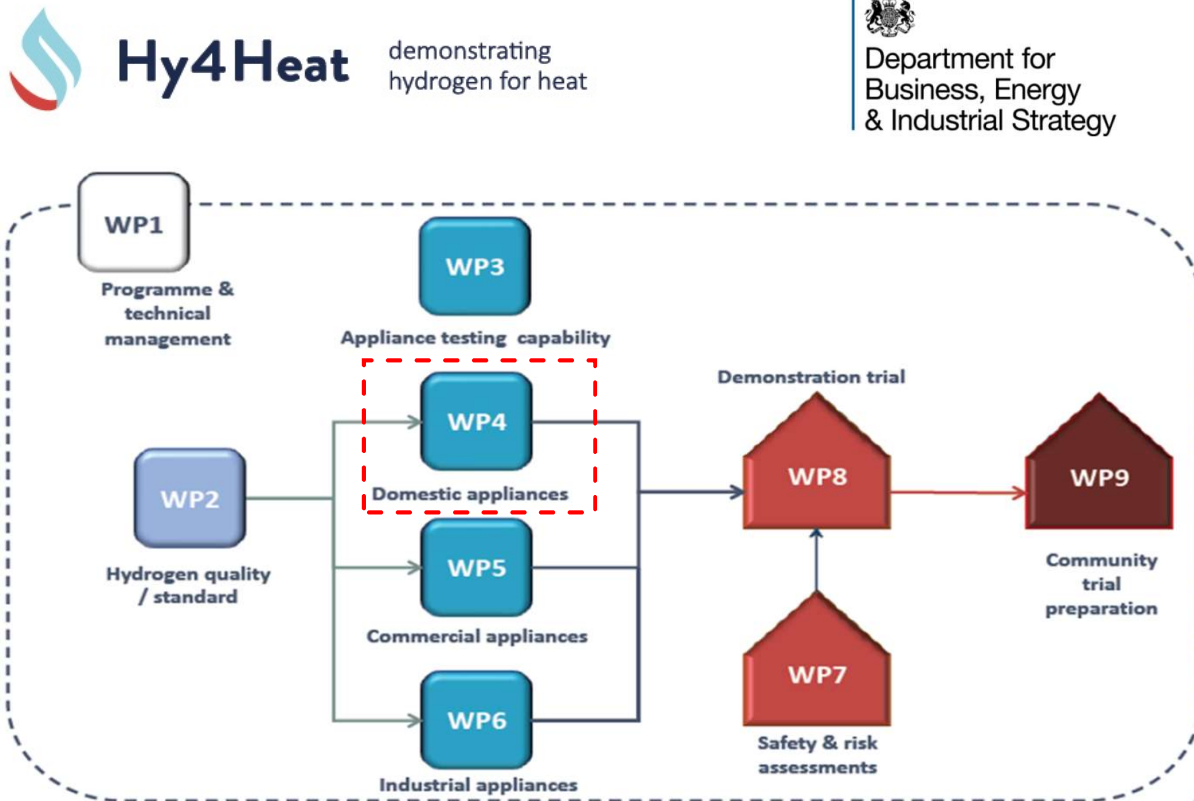 Hy4Heat
demonstrating
hydrogen for heat
Department for
Business, Energy
& Industrial Strategy
WP1
Programme &
technical
management
WP3
Appliance testing capability
WP4
Domestic appliances
WP2
Hydrogen quality
/ standard
WP5
Commercial appliances
WP6
Industrial appliances
Demonstration trial
WP8
WP7
Safety & risk
assessments
WP9
Community
trial
preparation